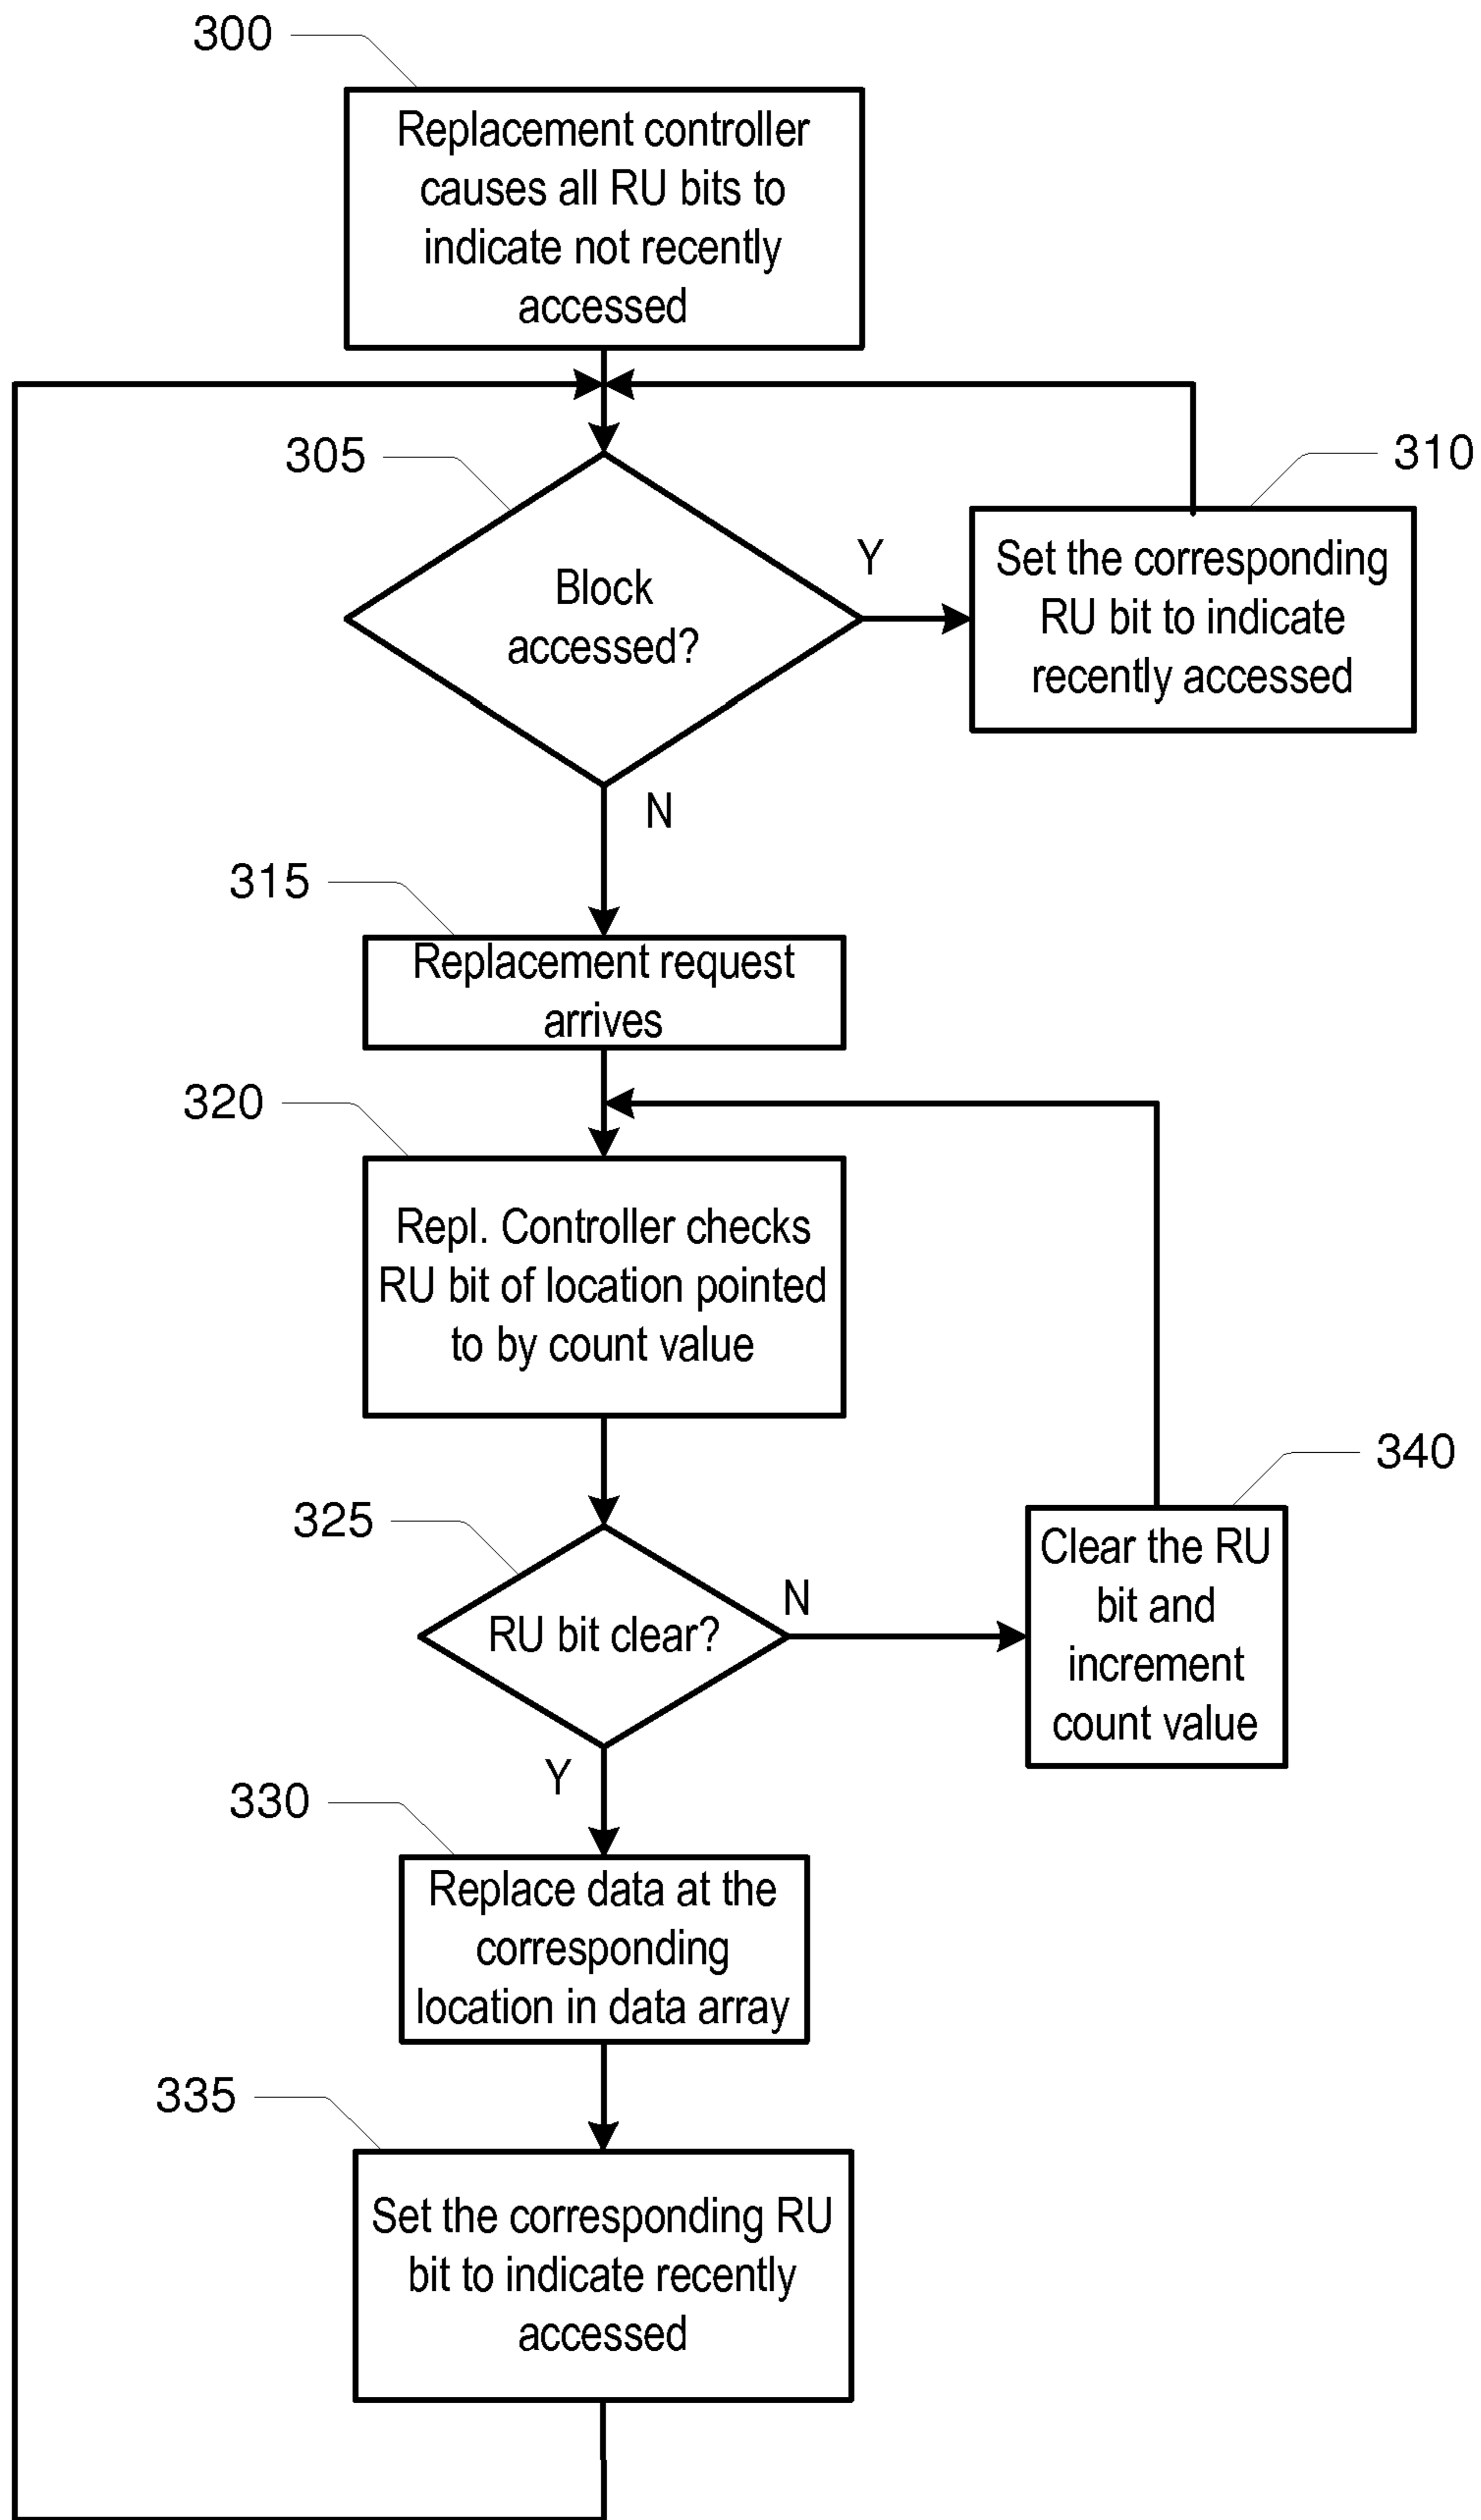 300
Replacement controller
causes all RU bits to
indicate not recently
accessed
305
Block
accessed?
Y
310
Set the corresponding
RU bit to indicate
recently accessed
N
315
Replacement request
arrives
320
Repl. Controller checks
RU bit of location pointed
to by count value
325
RU bit clear?
N
340
Clear the RU
bit and
increment
count value
Y
330
Replace data at the
corresponding
location in data array
335
Set the corresponding RU
bit to indicate recently
accessed